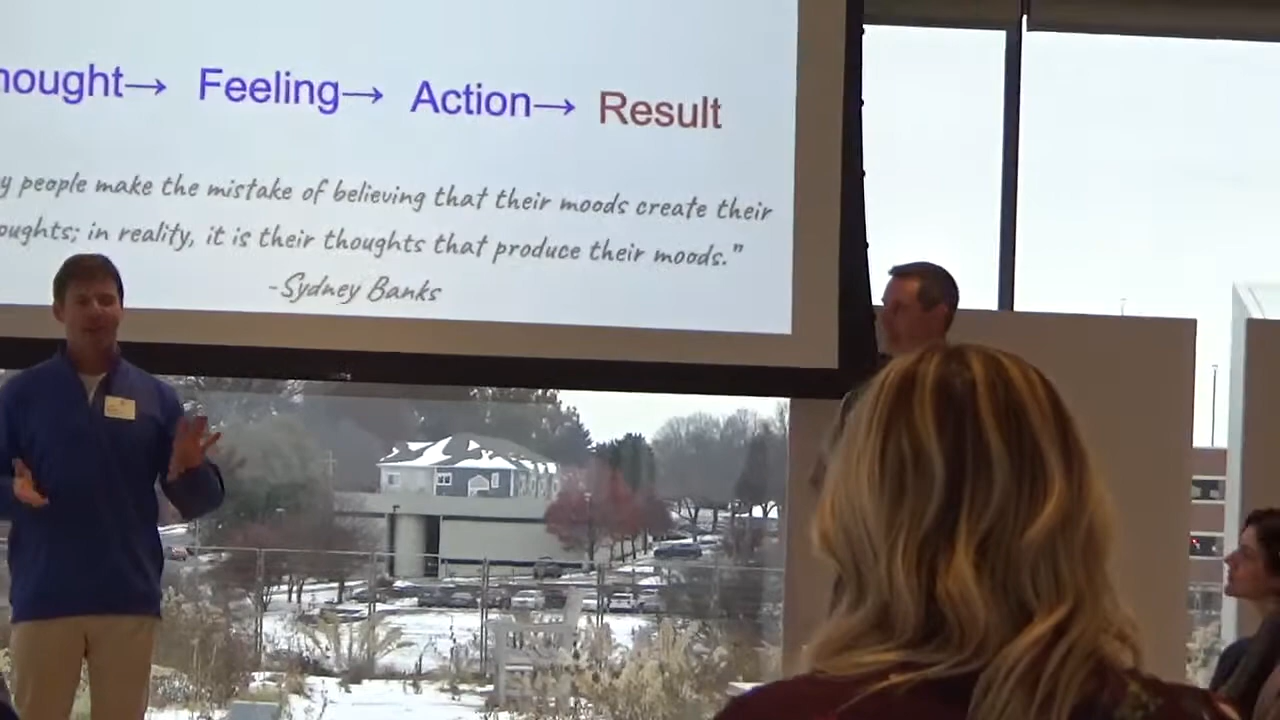 hought→ Feeling→ Action→ Result
y people make the mistake of believing that their moods create their
oughts; in reality, it is their thoughts that produce their moods."
-Sydney Banks